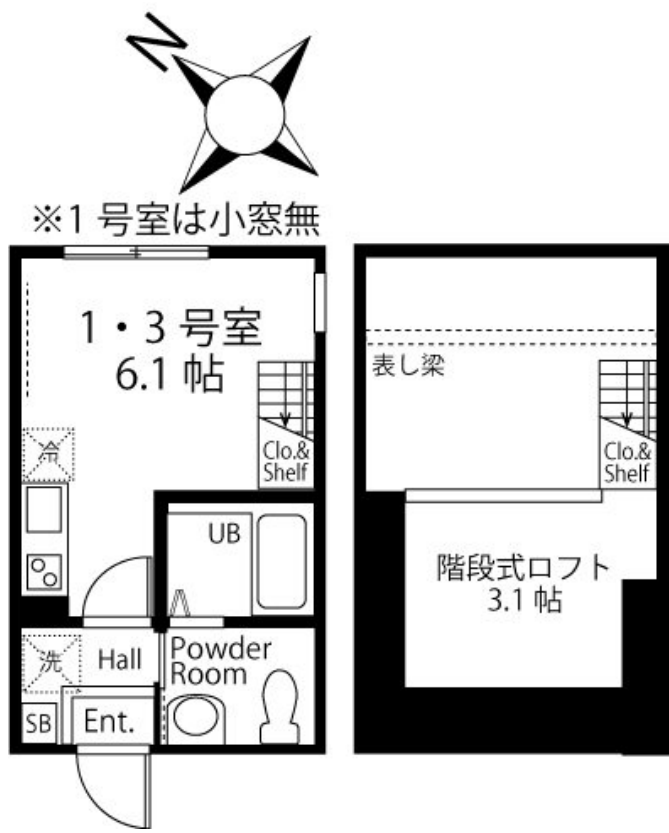 N
※1号室は小窓無
1・3号室
6.1帖
冷
Clo.&
Shelf
UB
洗
Hall
Powder
Room
SB
Ent.
表し梁
Clo.&
Shelf
階段式ロフト
3.1帖